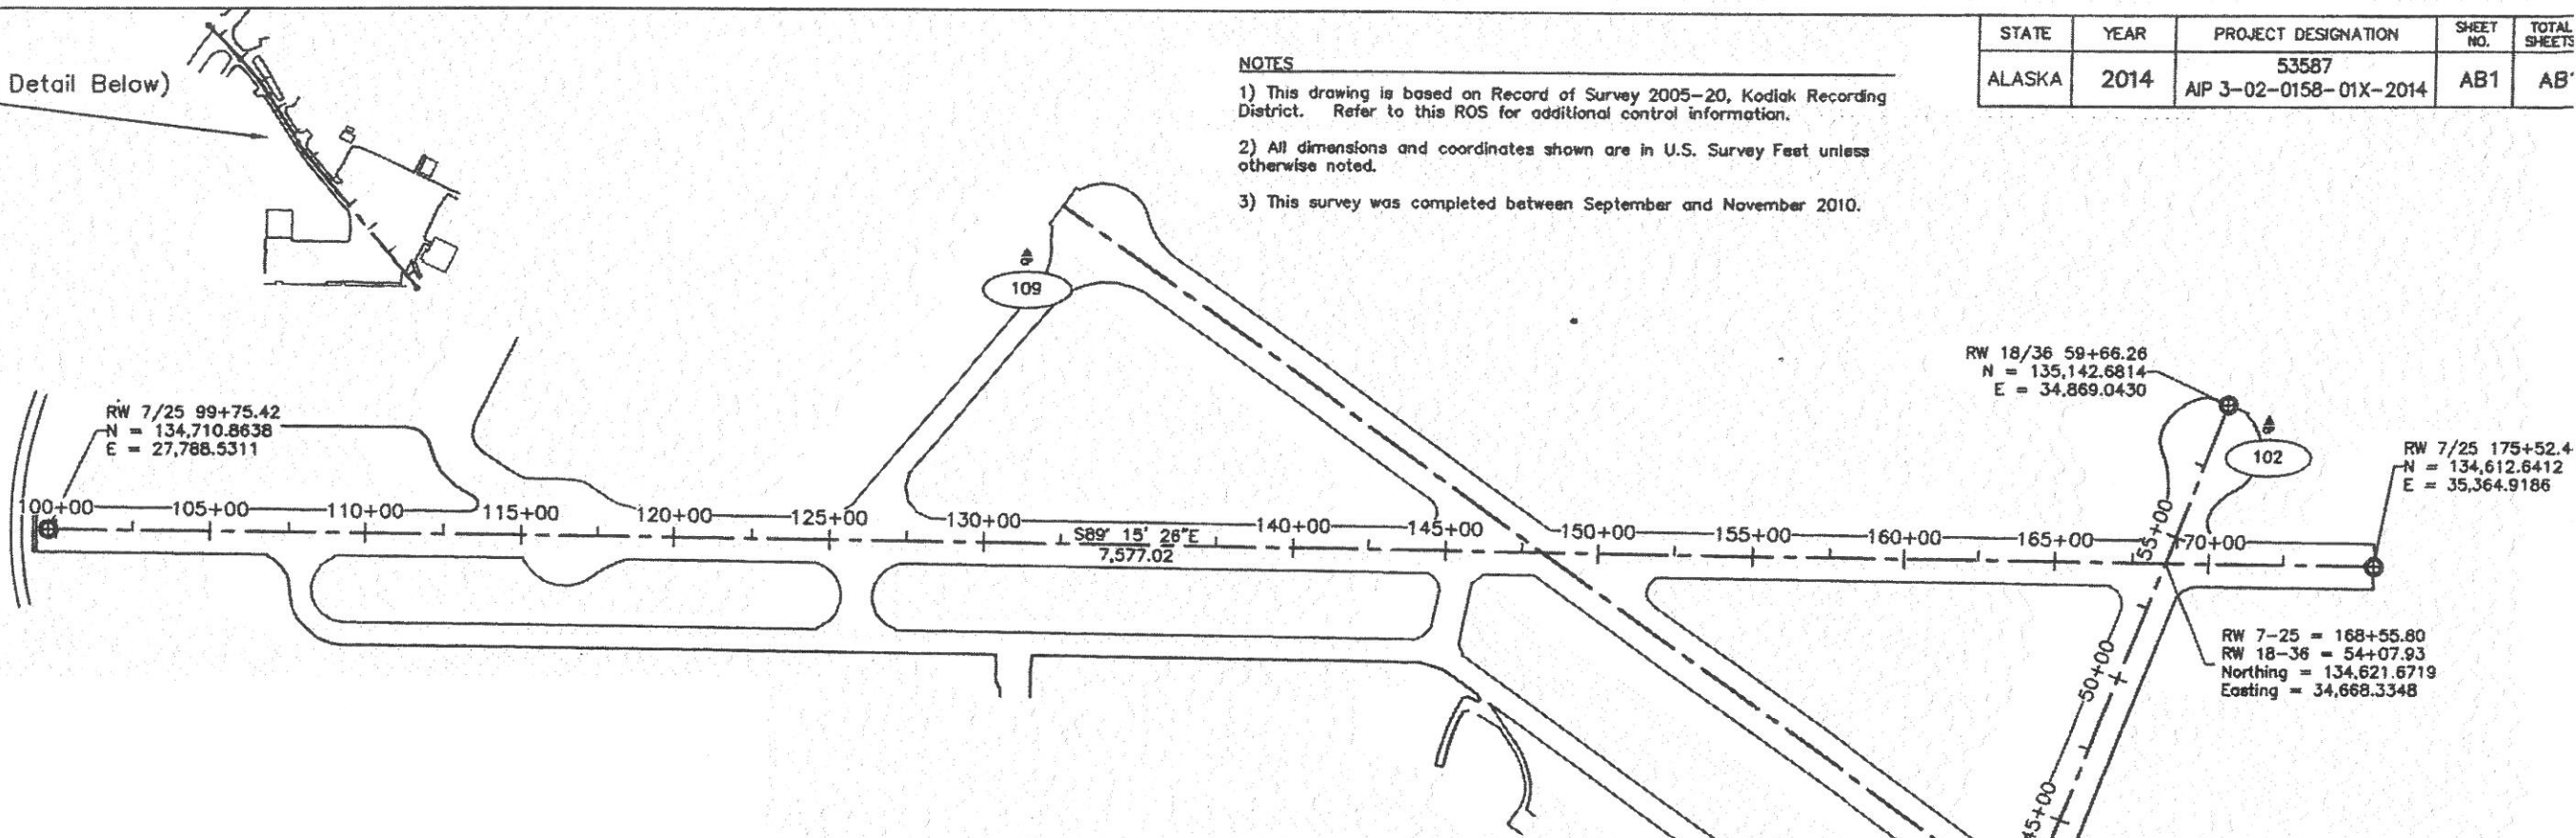 Detail Below)
NOTES
1) This drawing is based on Record of Survey 2005-20, Kodiak Recording
District. Refer to this ROS for additional control information.
2) All dimensions and coordinates shown are in U.S. Survey Feet unless
otherwise noted.
3) This survey was completed between September and November 2010.
STATE YEAR PROJECT DESIGNATION SHEET NO. TOTAL SHEETS
ALASKA 2014 53587 AIP 3-02-0158-01X-2014 AB1 AB
109
RW 18/36 59+66.26
N = 135,142.6814
E = 34,869.0430
102
RW 7/25 99+75.42
N = 134,710.8638
E = 27,788.5311
RW 7/25 175+52.4
N = 134,612.6412
E = 35,364.9186
100+00 105+00 110+00 115+00 120+00 125+00 130+00 140+00 145+00 150+00 155+00 160+00 165+00 70+00
S89° 15' 26"E
7,577.02
55+00
50+00
45+00
RW 7-25 = 168+55.80
RW 18-36 = 54+07.93
Northing = 134,621.6719
Easting = 34,668.3348